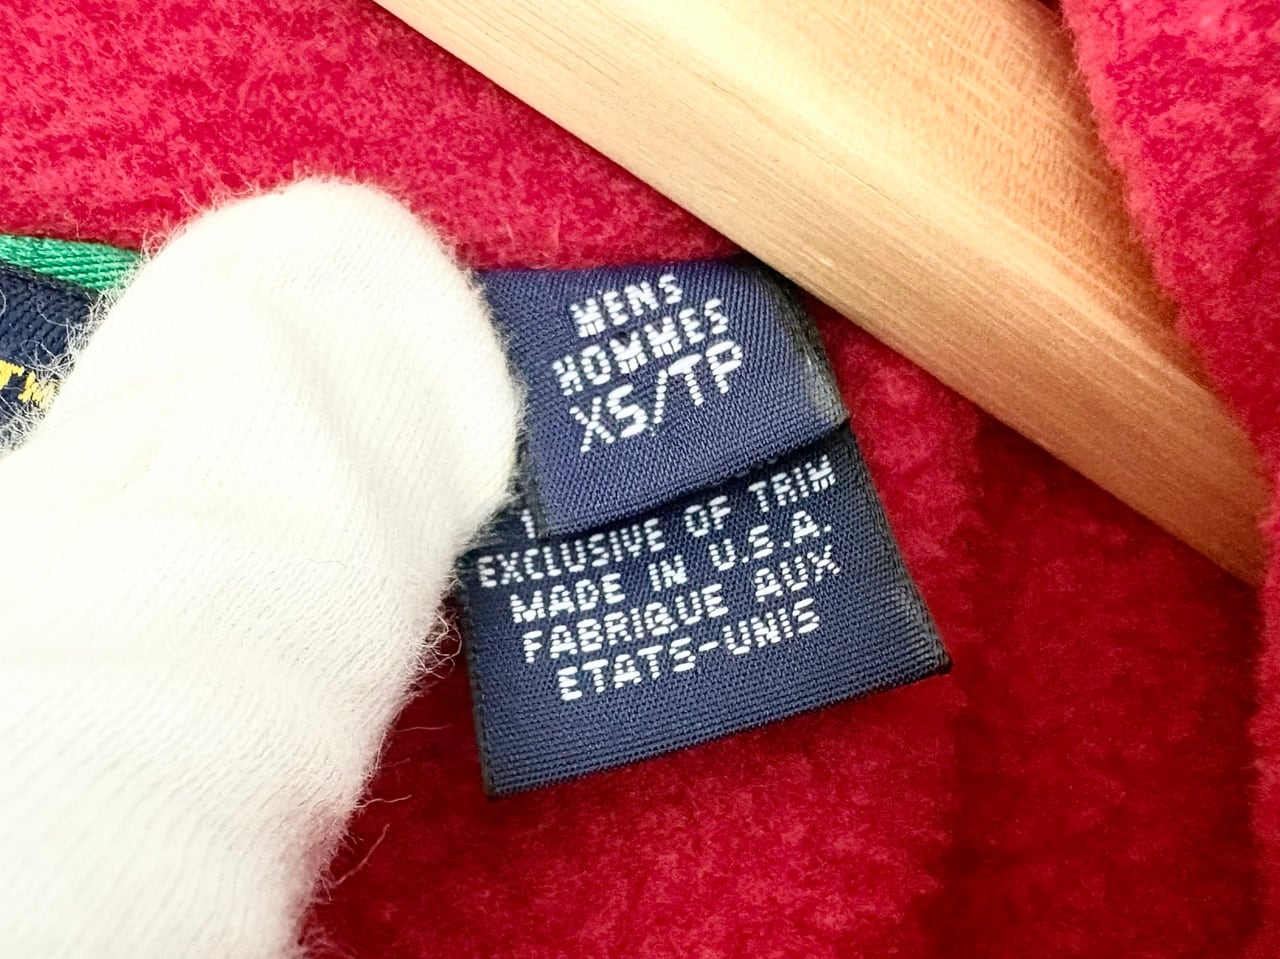 MENS
HOMMES
XS/TP
EXCLUSIVE OF TRIM
MADE IN U.S.A.
FABRIQUE AUX
ETATS-UNIS